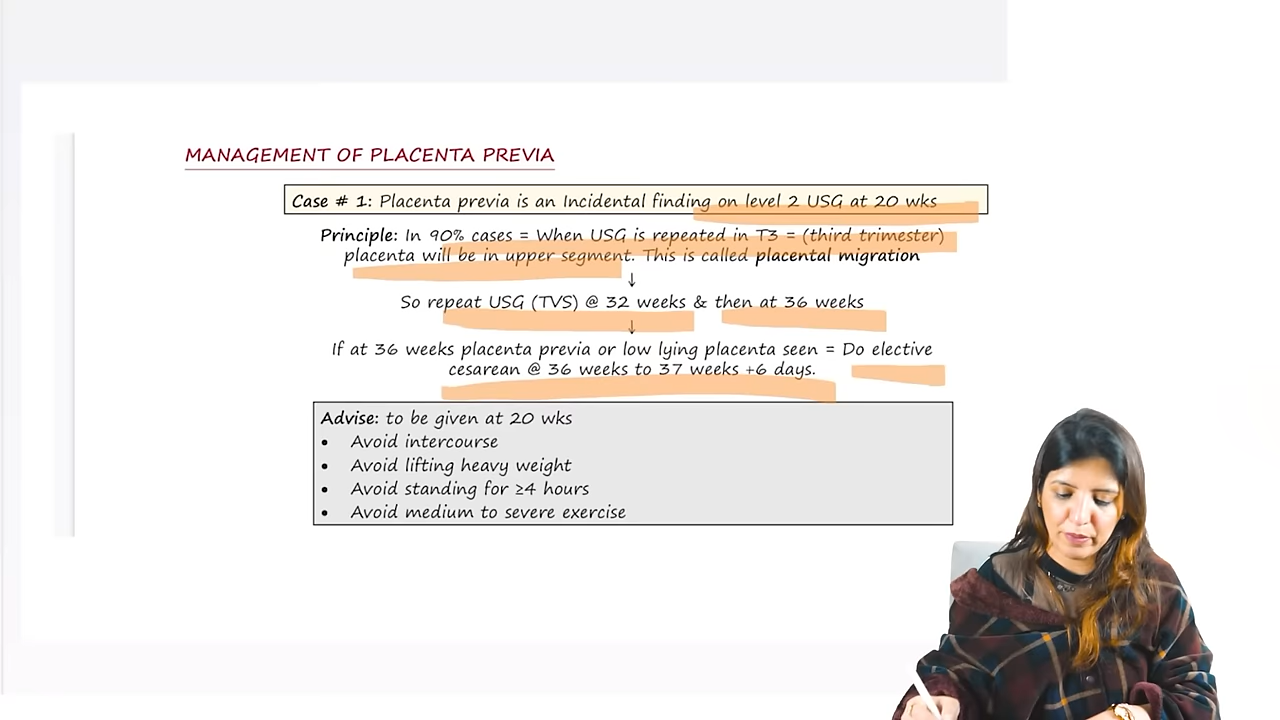 MANAGEMENT OF PLACENTA PREVIA
Case # 1: Placenta previa is an Incidental finding on level 2 USG at 20 wks
Principle: In 90% cases = When USG is repeated in T3 = (third trimester)
placenta will be in upper segment. This is called placental migration
↓
So repeat USG (TVS) @ 32 weeks & then at 36 weeks
↓
If at 36 weeks placenta previa or low lying placenta seen = Do elective
cesarean @ 36 weeks to 37 weeks +6 days.
Advise: to be given at 20 wks
• Avoid intercourse
• Avoid lifting heavy weight
• Avoid standing for ≥4 hours
• Avoid medium to severe exercise